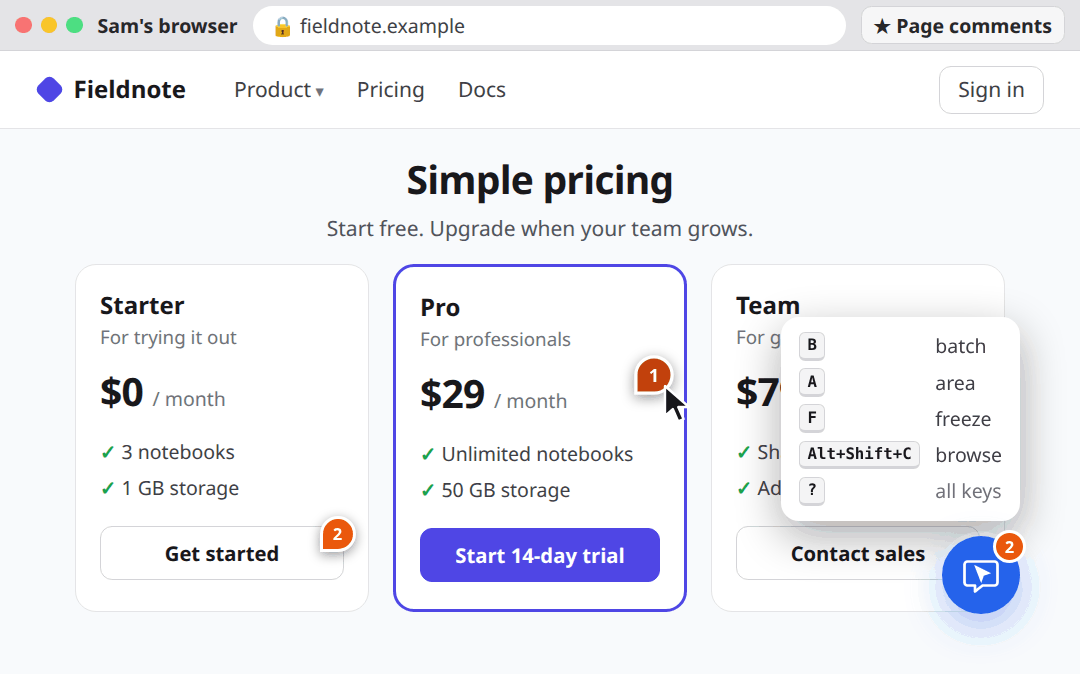 Sam's browser
🔒 fieldnote.example
★ Page comments
Fieldnote
Product ▾
Pricing
Docs
Sign in
Simple pricing
Start free. Upgrade when your team grows.
Starter
For trying it out
$0 / month
✓ 3 notebooks
✓ 1 GB storage
Get started
2
Pro
For professionals
$29 / month
1
✓ Unlimited notebooks
✓ 50 GB storage
Start 14-day trial
Team
For
✓
✓
Contact sales
B batch
A area
F freeze
Alt+Shift+C browse
? all keys
2